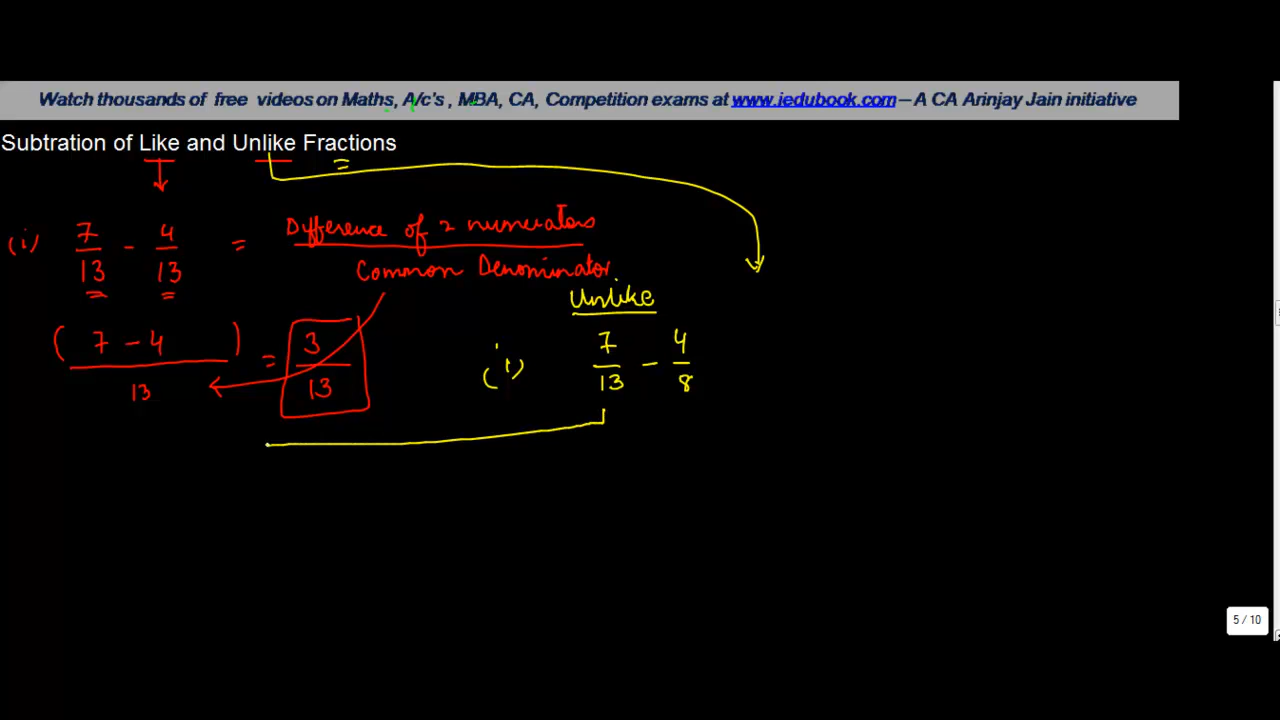 Watch thousands of free videos on Maths, A/c's , MBA, CA, Competition exams at www.iedubook.com – A CA Arinjay Jain initiative
Subtration of Like and Unlike Fractions
=
(i) 7/13 - 4/13 = Difference of 2 numerators / Common Denominator
(7 - 4) / 13 = 3/13
Unlike
(i) 7/13 - 4/8
5 / 10